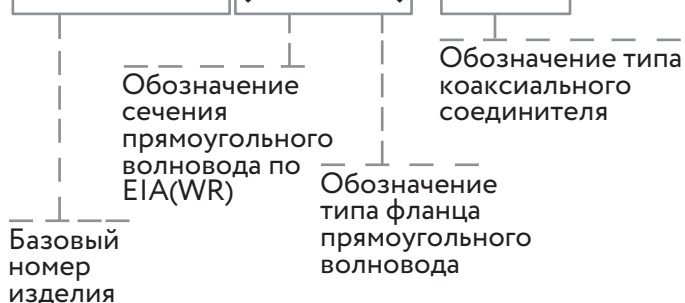 Обозначение типа
коаксиального
соединителя
Обозначение
сечения
прямоугольного
волновода по
EIA(WR)
Обозначение
типа фланца
прямоугольного
волновода
Базовый
номер
изделия